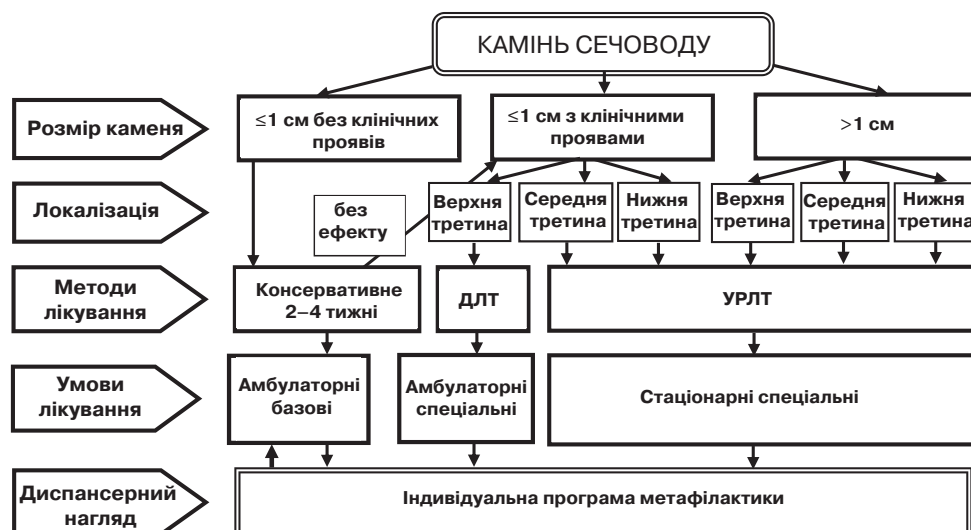 КАМІНЬ СЕЧОВОДУ
Розмір каменя
≤1 см без клінічних
проявів
≤1 см з клінічними
проявами
>1 см
Локалізація
без
ефекту
Верхня
третина
Середня
третина
Нижня
третина
Верхня
третина
Середня
третина
Нижня
третина
Методи
лікування
Консервативне
2–4 тижні
ДЛТ
УРЛТ
Умови
лікування
Амбулаторні
базові
Амбулаторні
спеціальні
Стаціонарні спеціальні
Диспансерний
нагляд
Індивідуальна програма метафілактики